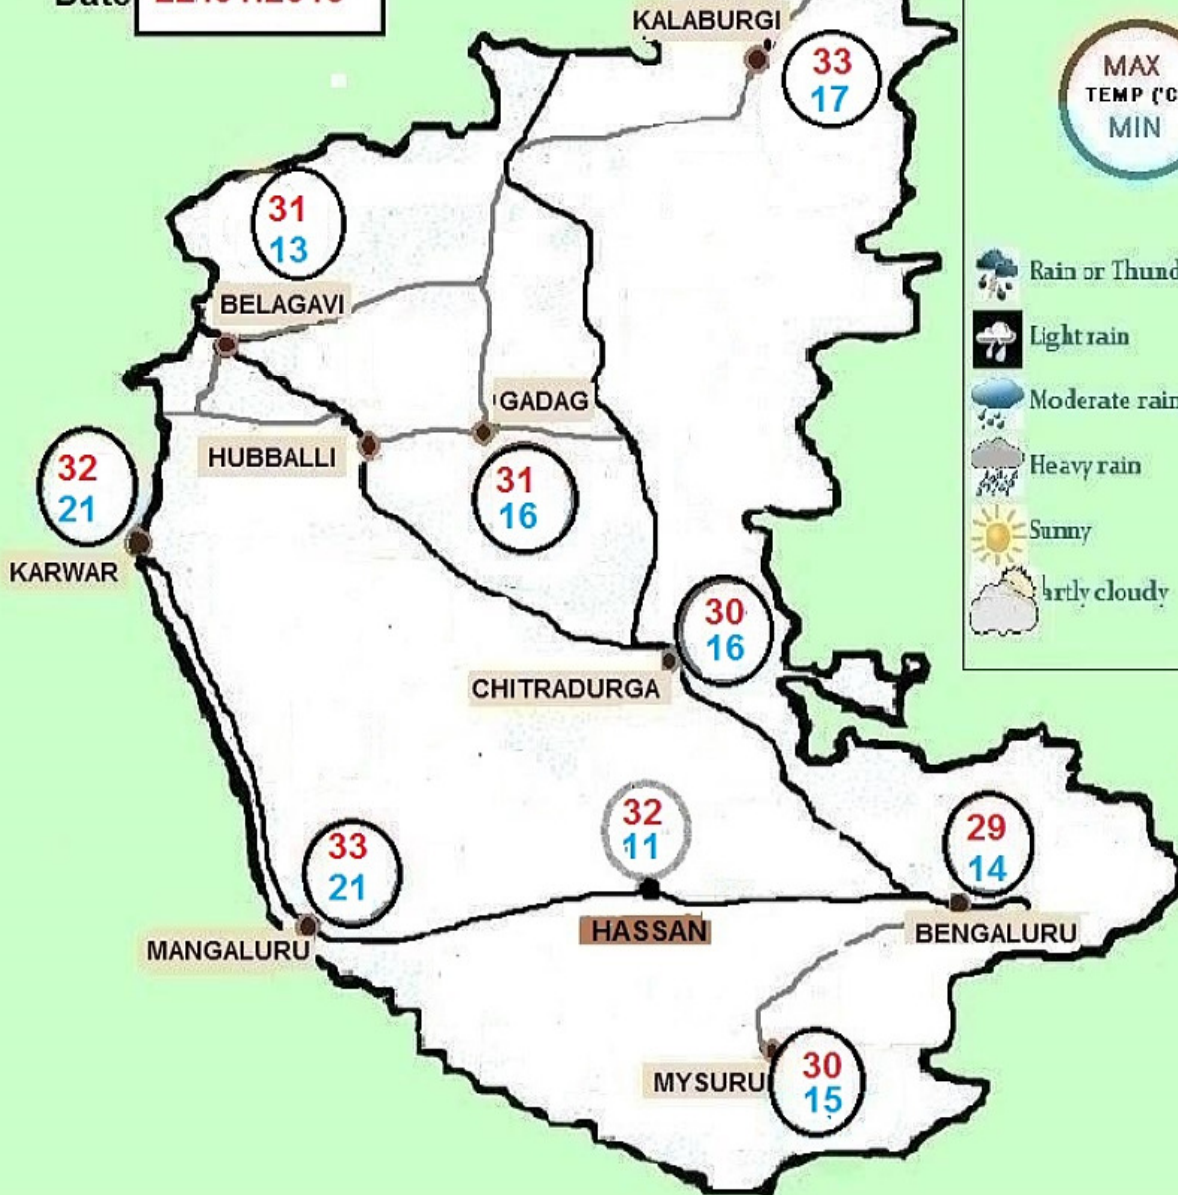 Date
KALABURGI
33
17
MAX
TEMP ('C
MIN
31
13
BELAGAVI
Rain or Thund
Light rain
Moderate rain
Heavy rain
Sunny
artly cloudy
GADAG
HUBBALLI
31
16
32
21
KARWAR
30
16
CHITRADURGA
32
11
HASSAN
33
21
MANGALURU
29
14
BENGALURU
MYSURU
30
15